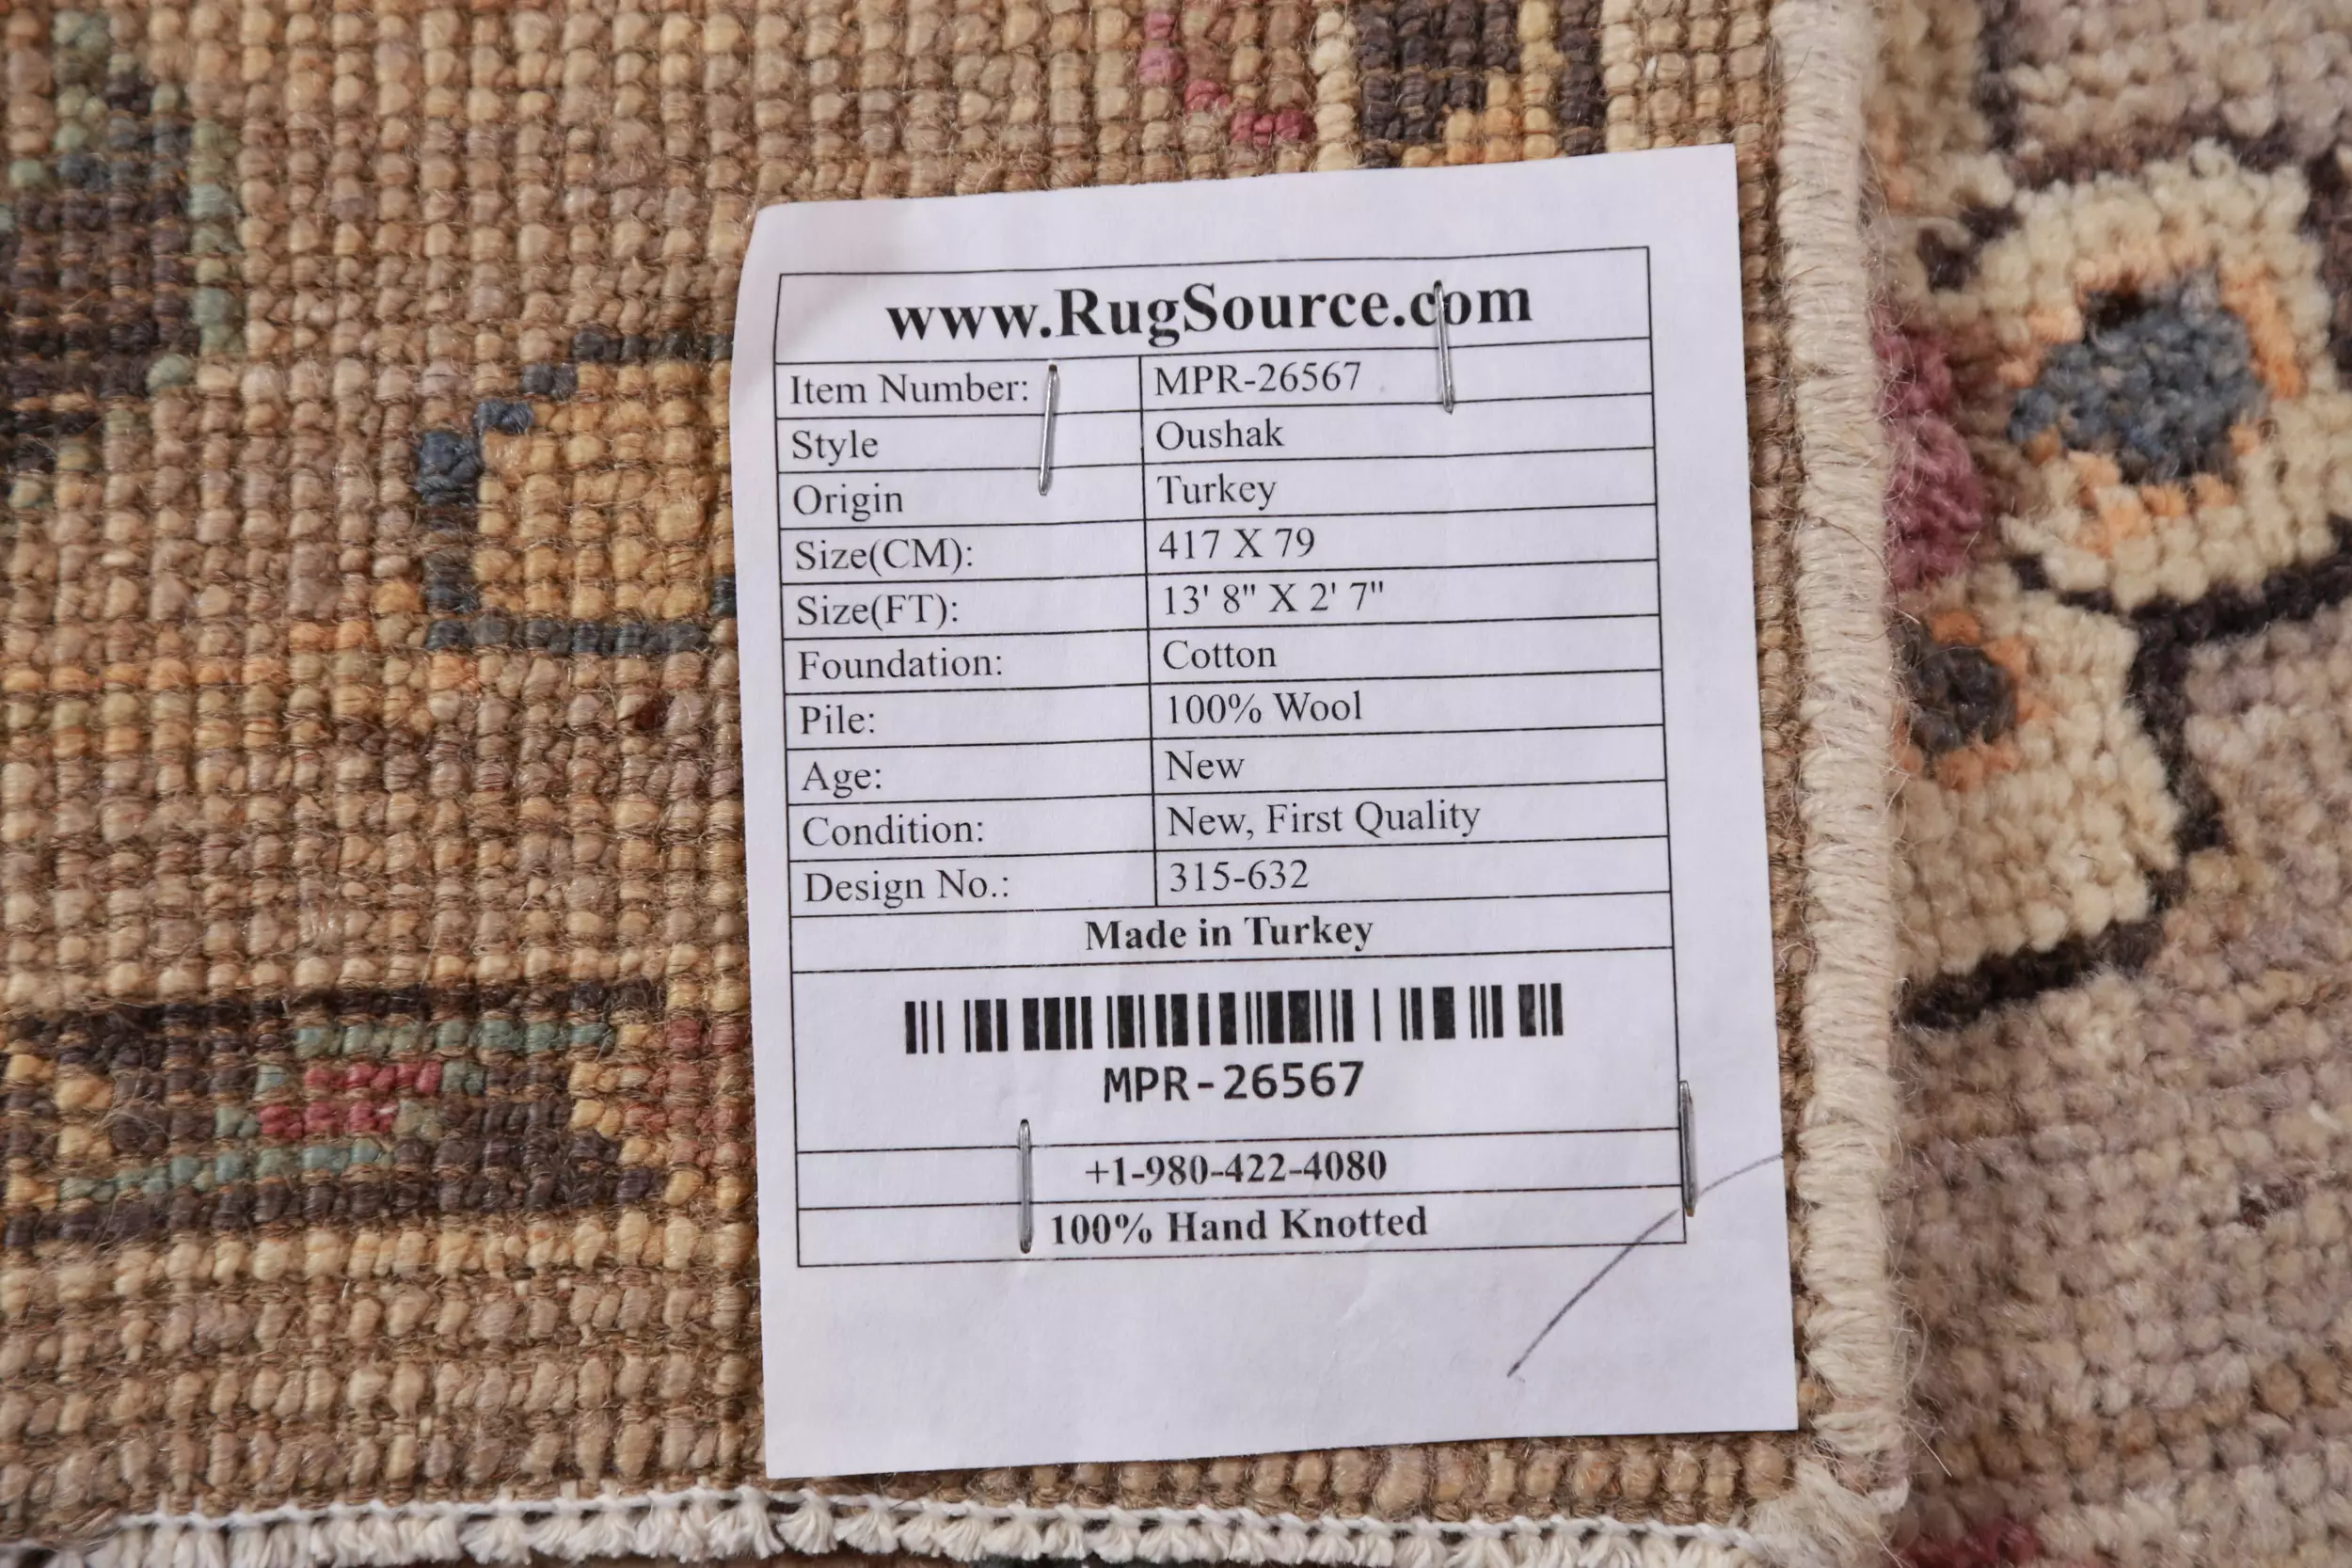 www.RugSource.com
Item Number: MPR-26567
Style Oushak
Origin Turkey
Size(CM): 417 X 79
Size(FT): 13' 8" X 2' 7"
Foundation: Cotton
Pile: 100% Wool
Age: New
Condition: New, First Quality
Design No.: 315-632
Made in Turkey
MPR-26567
+1-980-422-4080
100% Hand Knotted